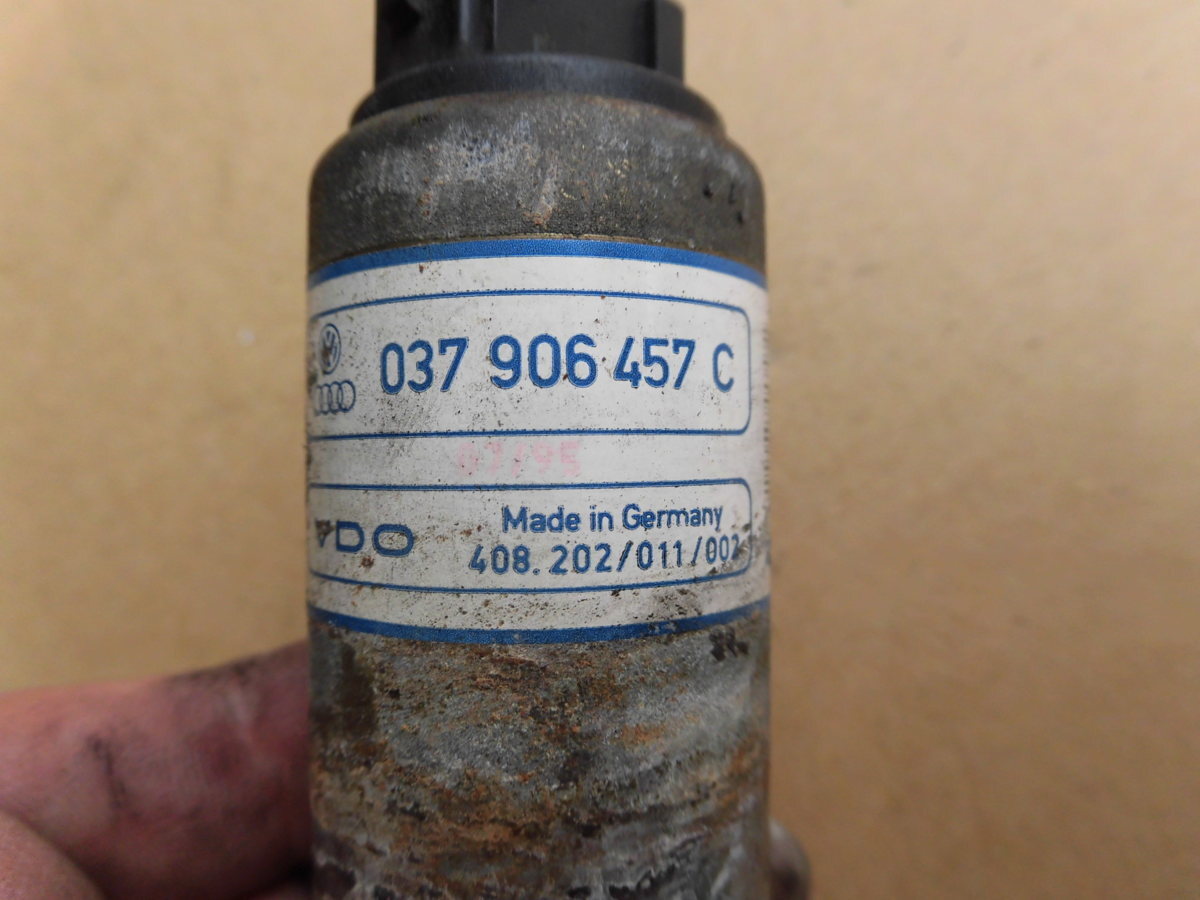 037 906 457 C
VDO
Made in Germany
408.202/011/002